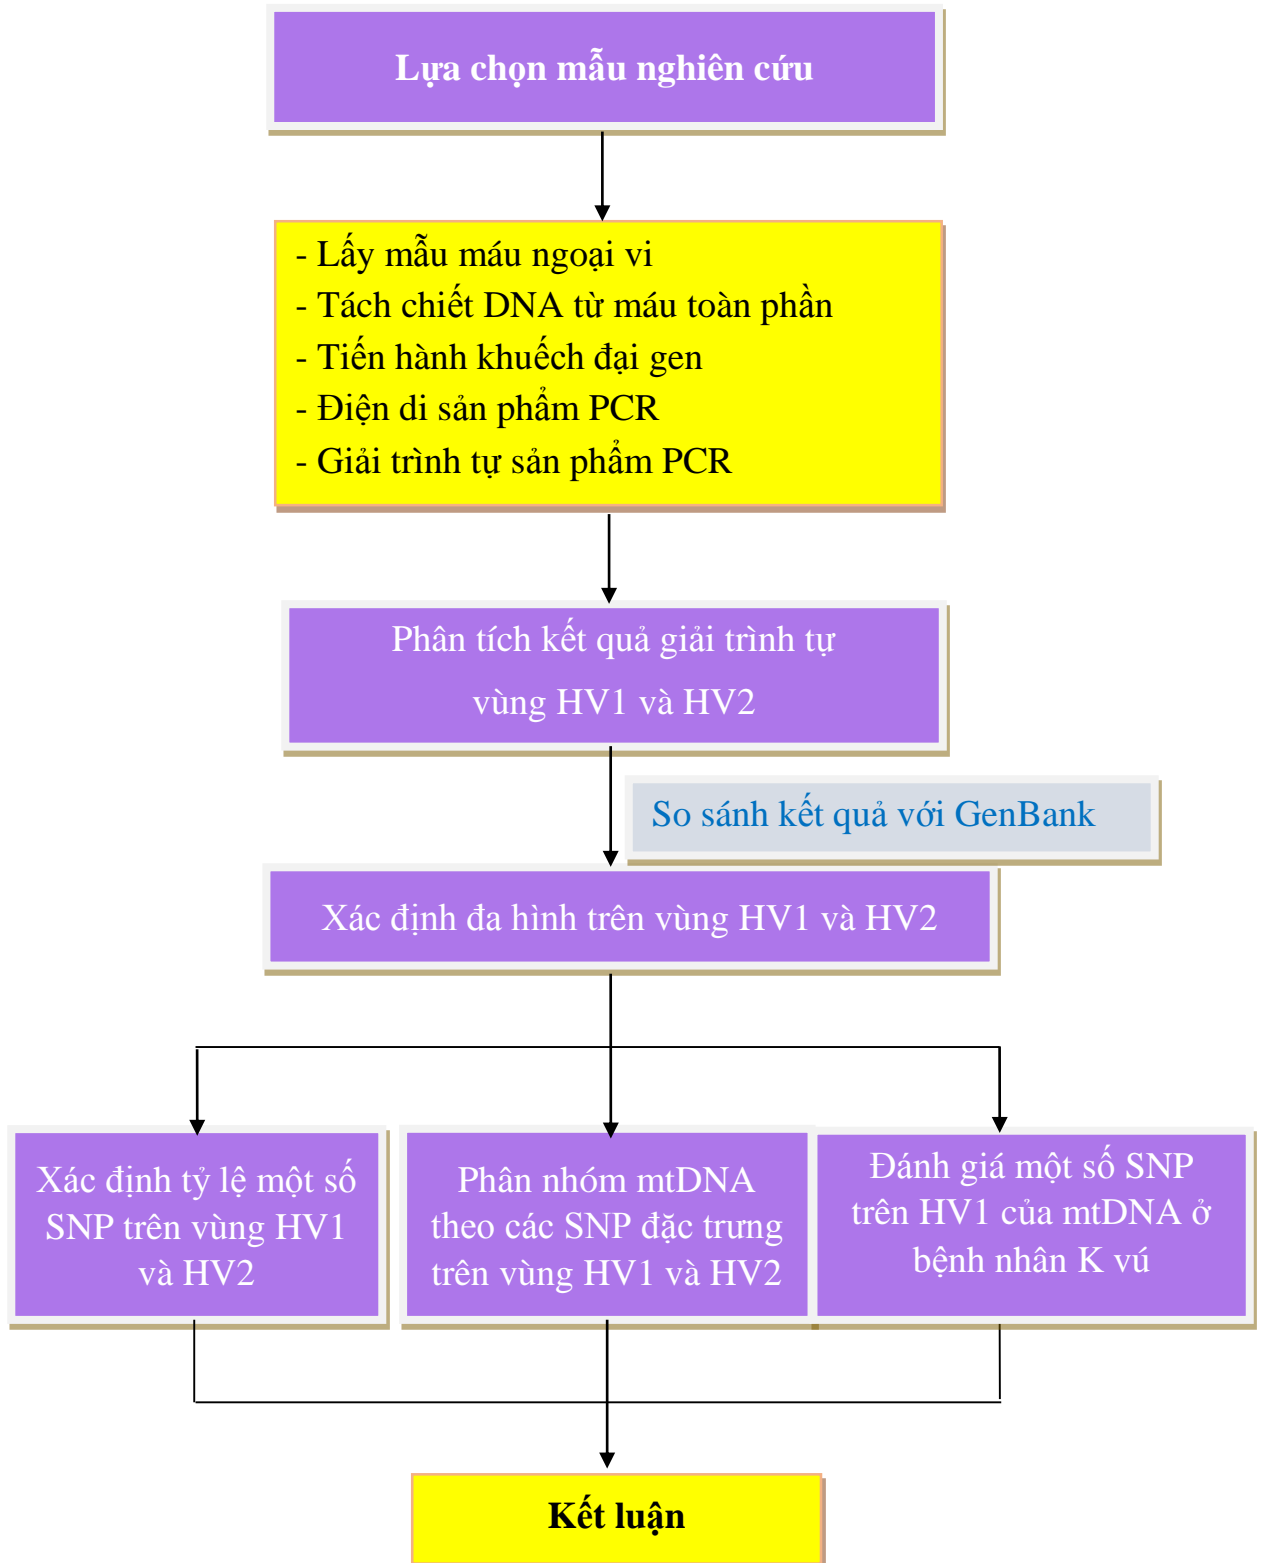 Lựa chọn mẫu nghiên cứu
- Lấy mẫu máu ngoại vi
- Tách chiết DNA từ máu toàn phần
- Tiến hành khuếch đại gen
- Điện di sản phẩm PCR
- Giải trình tự sản phẩm PCR
Phân tích kết quả giải trình tự
vùng HV1 và HV2
So sánh kết quả với GenBank
Xác định đa hình trên vùng HV1 và HV2
Xác định tỷ lệ một số
SNP trên vùng HV1
và HV2
Phân nhóm mtDNA
theo các SNP đặc trưng
trên vùng HV1 và HV2
Đánh giá một số SNP
trên HV1 của mtDNA ở
bệnh nhân K vú
Kết luận